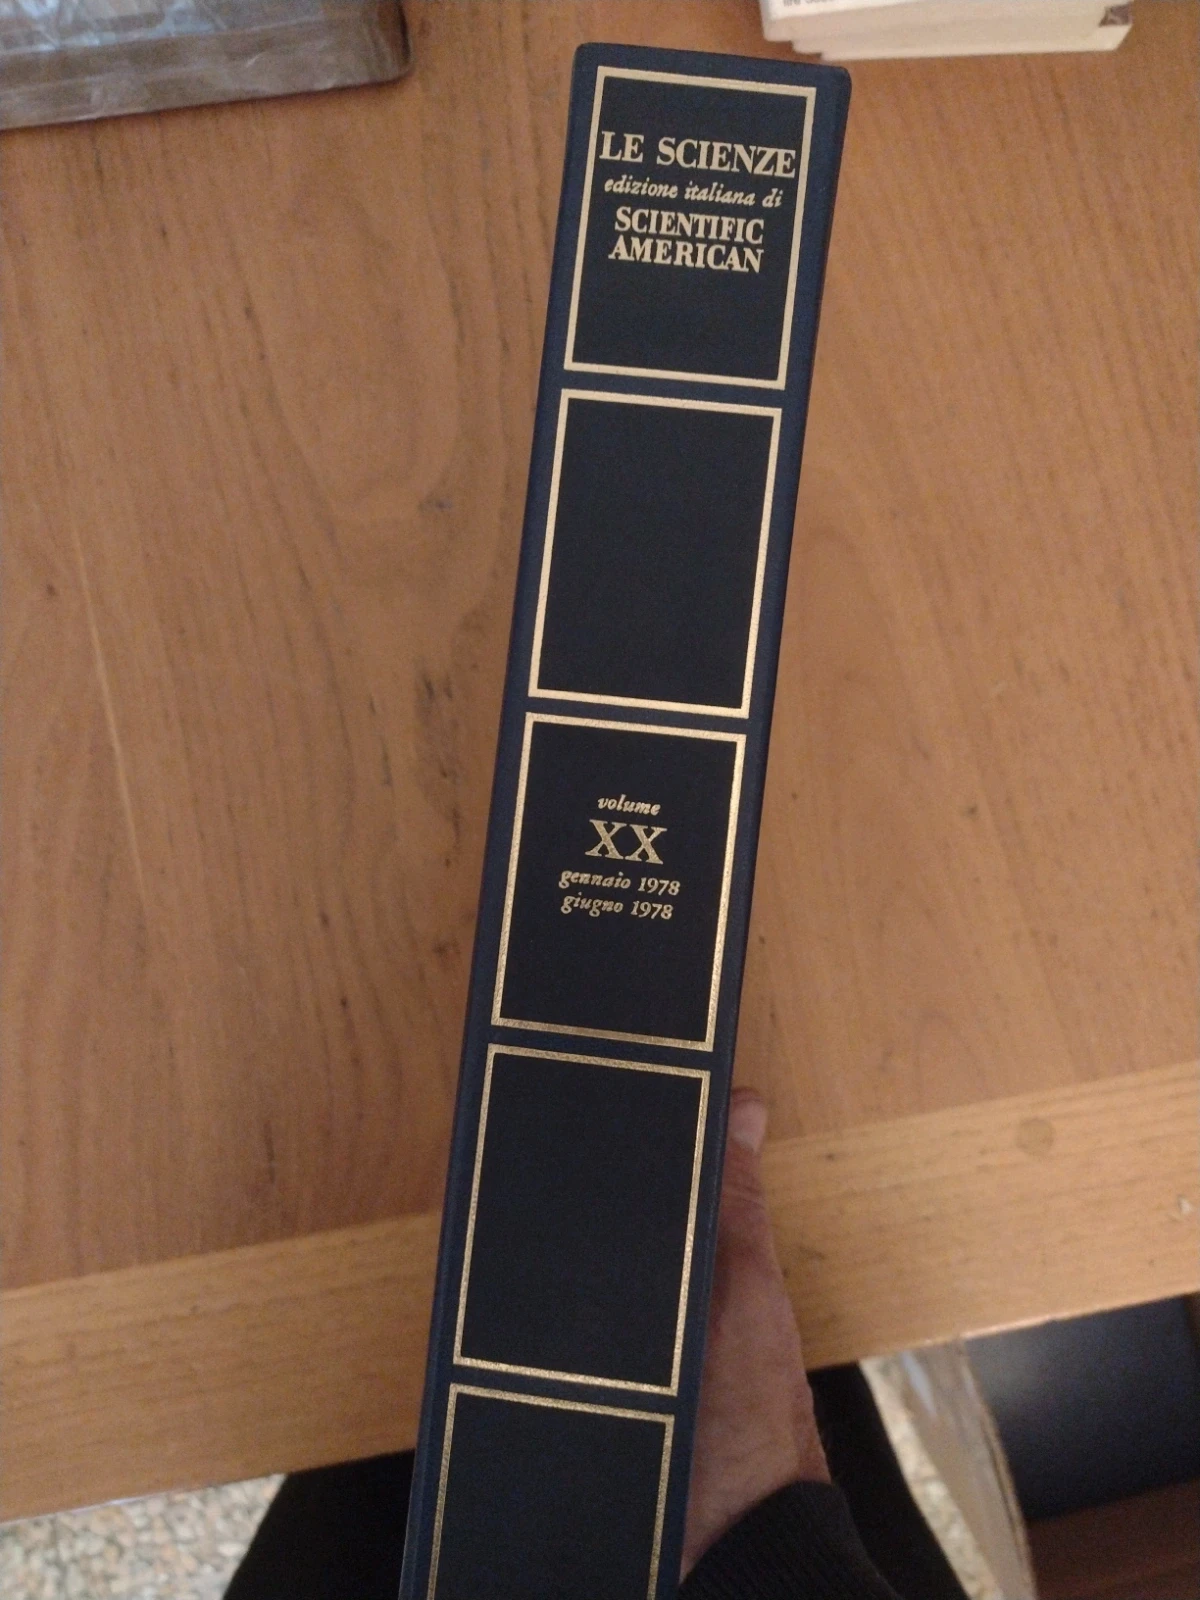 LE SCIENZE
edizione italiana di
SCIENTIFIC
AMERICAN
volume
XX
gennaio 1978
giugno 1978